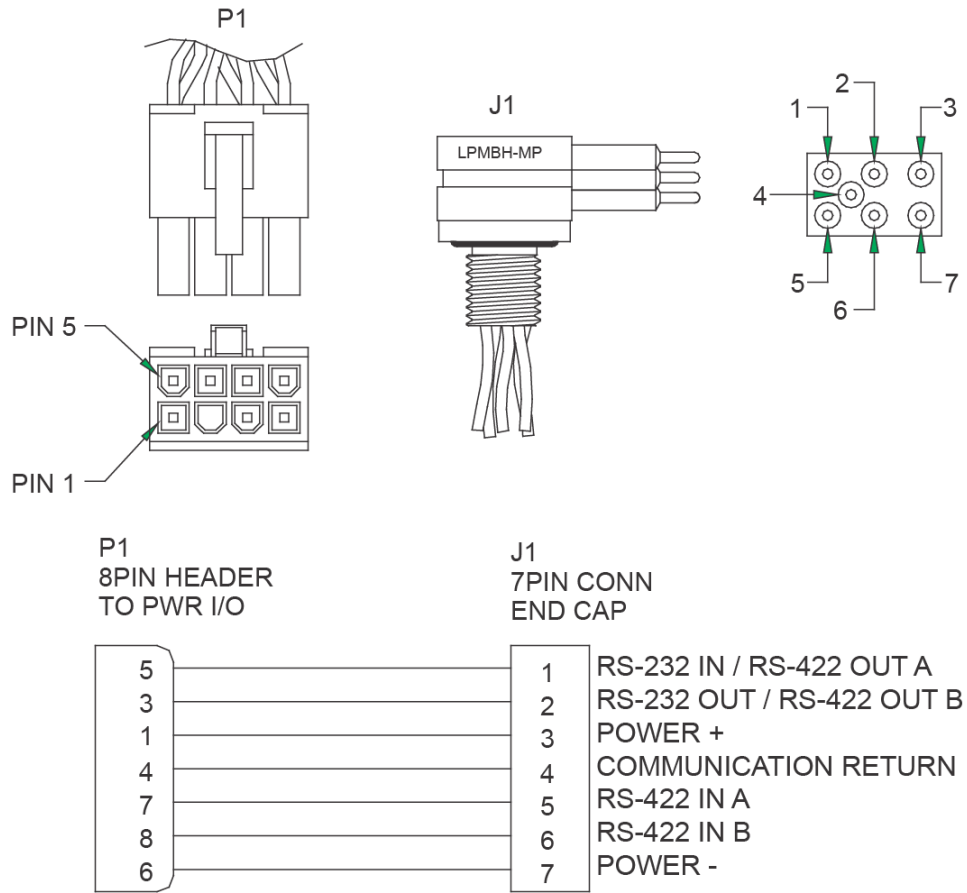 P1
J1
LPMBH-MP
1
2
3
4
5
6
7
PIN 5
PIN 1
P1
8PIN HEADER
TO PWR I/O
J1
7PIN CONN
END CAP
5 1 RS-232 IN / RS-422 OUT A
3 2 RS-232 OUT / RS-422 OUT B
1 3 POWER +
4 4 COMMUNICATION RETURN
7 5 RS-422 IN A
8 6 RS-422 IN B
6 7 POWER -